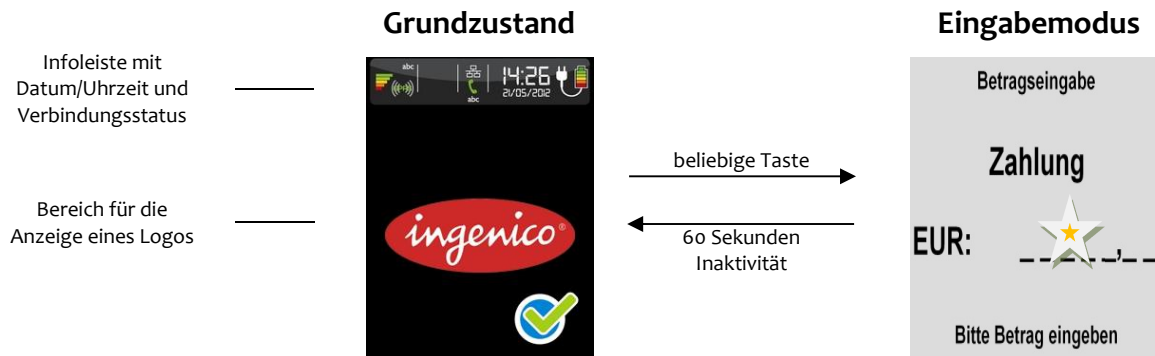 Grundzustand
Eingabemodus
Infoleiste mit
Datum/Uhrzeit und
Verbindungsstatus
abc
abc
14:26
21/05/2012
Betragseingabe
Zahlung
beliebige Taste
Bereich für die
Anzeige eines Logos
ingenico®
60 Sekunden
Inaktivität
EUR: _ _ _ _ _,_ _
Bitte Betrag eingeben